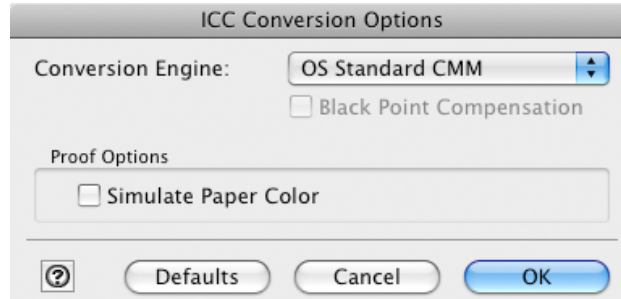 ICC Conversion Options
Conversion Engine: OS Standard CMM
Black Point Compensation
Proof Options
Simulate Paper Color
? Defaults Cancel OK